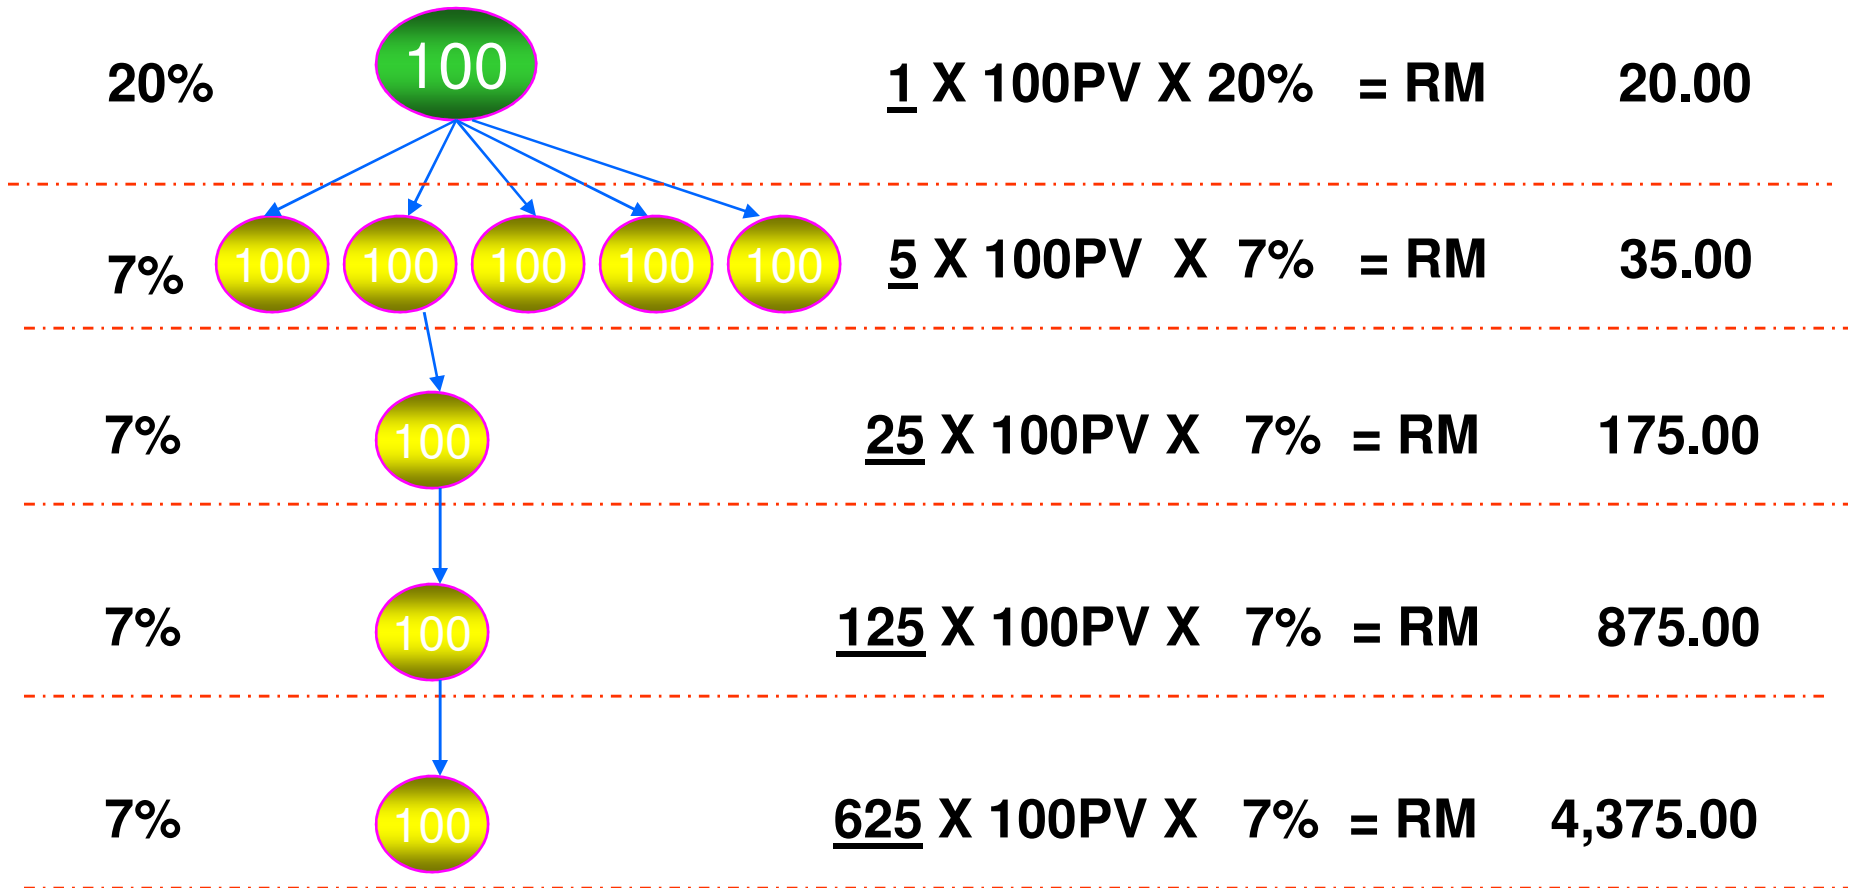 20% 100 1 X 100PV X 20% = RM 20.00
7% 100 100 100 100 100 5 X 100PV X 7% = RM 35.00
7% 100 25 X 100PV X 7% = RM 175.00
7% 100 125 X 100PV X 7% = RM 875.00
7% 100 625 X 100PV X 7% = RM 4,375.00